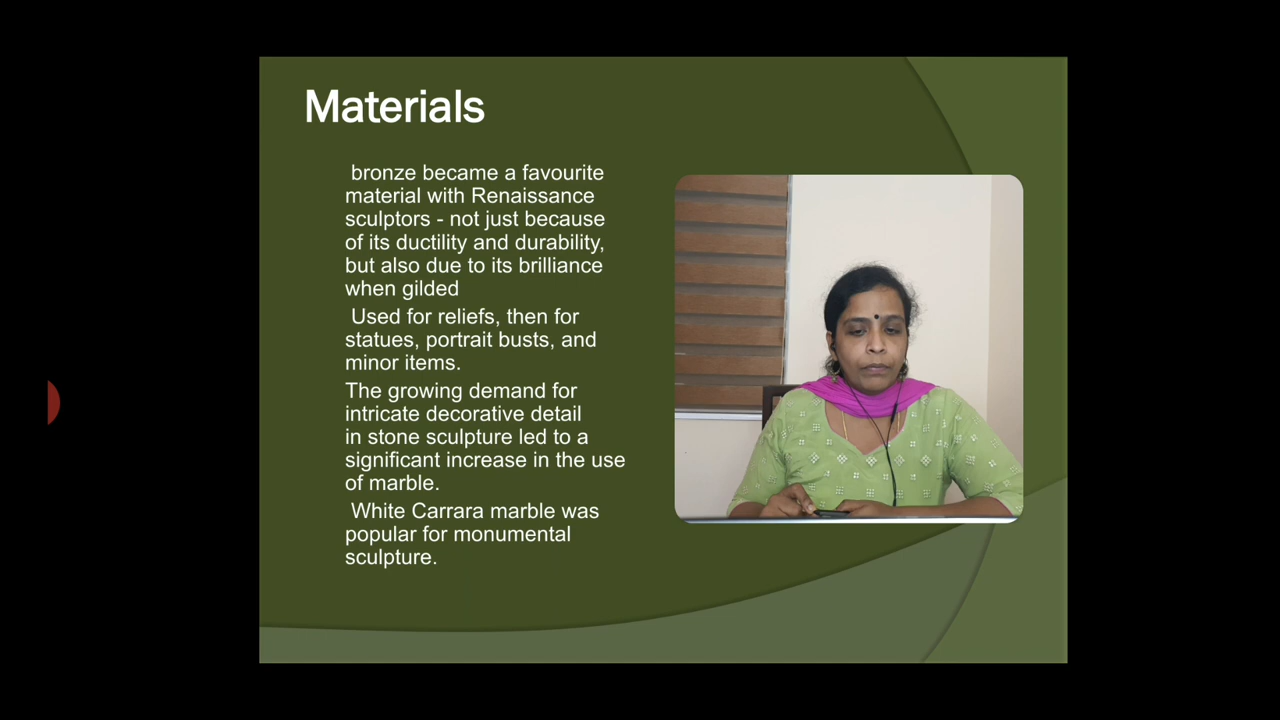 Materials
bronze became a favourite
material with Renaissance
sculptors - not just because
of its ductility and durability,
but also due to its brilliance
when gilded
Used for reliefs, then for
statues, portrait busts, and
minor items.
The growing demand for
intricate decorative detail
in stone sculpture led to a
significant increase in the use
of marble.
White Carrara marble was
popular for monumental
sculpture.